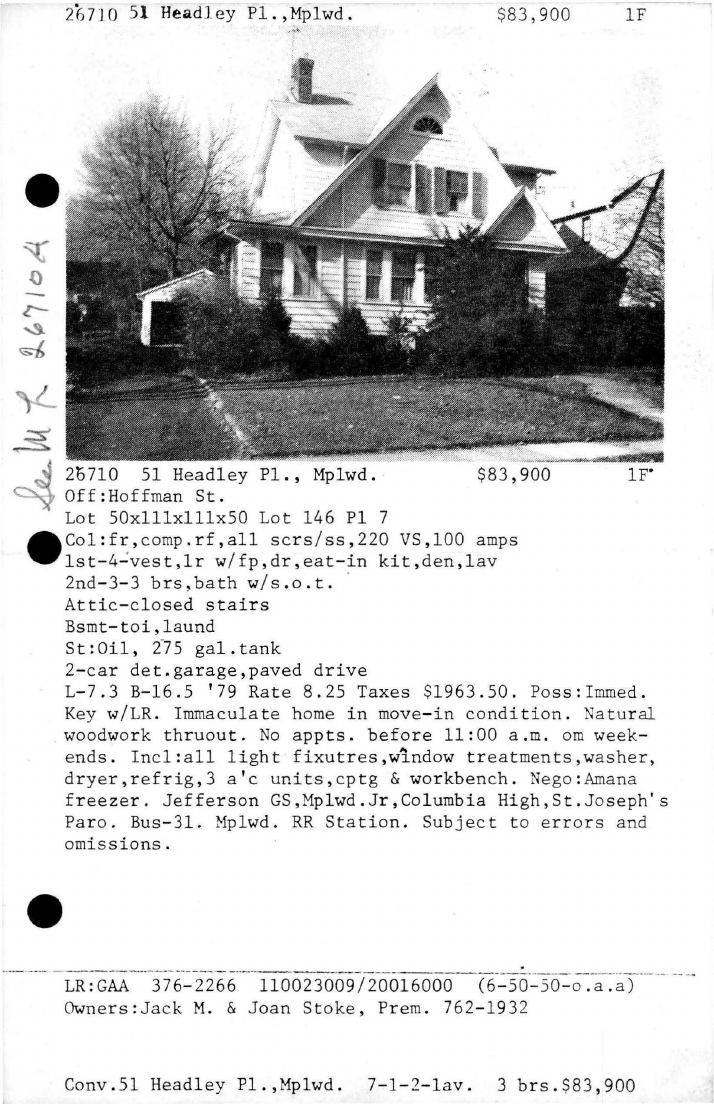 26710 51 Headley Pl.,Mplwd. $83,900 1F
See ML 26710A
26710 51 Headley Pl., Mplwd. $83,900 1F
Off:Hoffman St.
Lot 50x111x111x50 Lot 146 Pl 7
Col:fr,comp.rf,all scrs/ss,220 VS,100 amps
1st-4-vest,lr w/fp,dr,eat-in kit,den,lav
2nd-3-3 brs,bath w/s.o.t.
Attic-closed stairs
Bsmt-toi,laund
St:Oil, 275 gal.tank
2-car det.garage,paved drive
L-7.3 B-16.5 '79 Rate 8.25 Taxes $1963.50. Poss:Immed.
Key w/LR. Immaculate home in move-in condition. Natural
woodwork thruout. No appts. before 11:00 a.m. om week-
ends. Incl:all light fixutres,window treatments,washer,
dryer,refrig,3 a'c units,cptg & workbench. Nego:Amana
freezer. Jefferson GS,Mplwd.Jr,Columbia High,St.Joseph's
Paro. Bus-31. Mplwd. RR Station. Subject to errors and
omissions.
LR:GAA 376-2266 110023009/20016000 (6-50-50-o.a.a)
Owners:Jack M. & Joan Stoke, Prem. 762-1932
Conv.51 Headley Pl.,Mplwd. 7-1-2-lav. 3 brs.$83,900